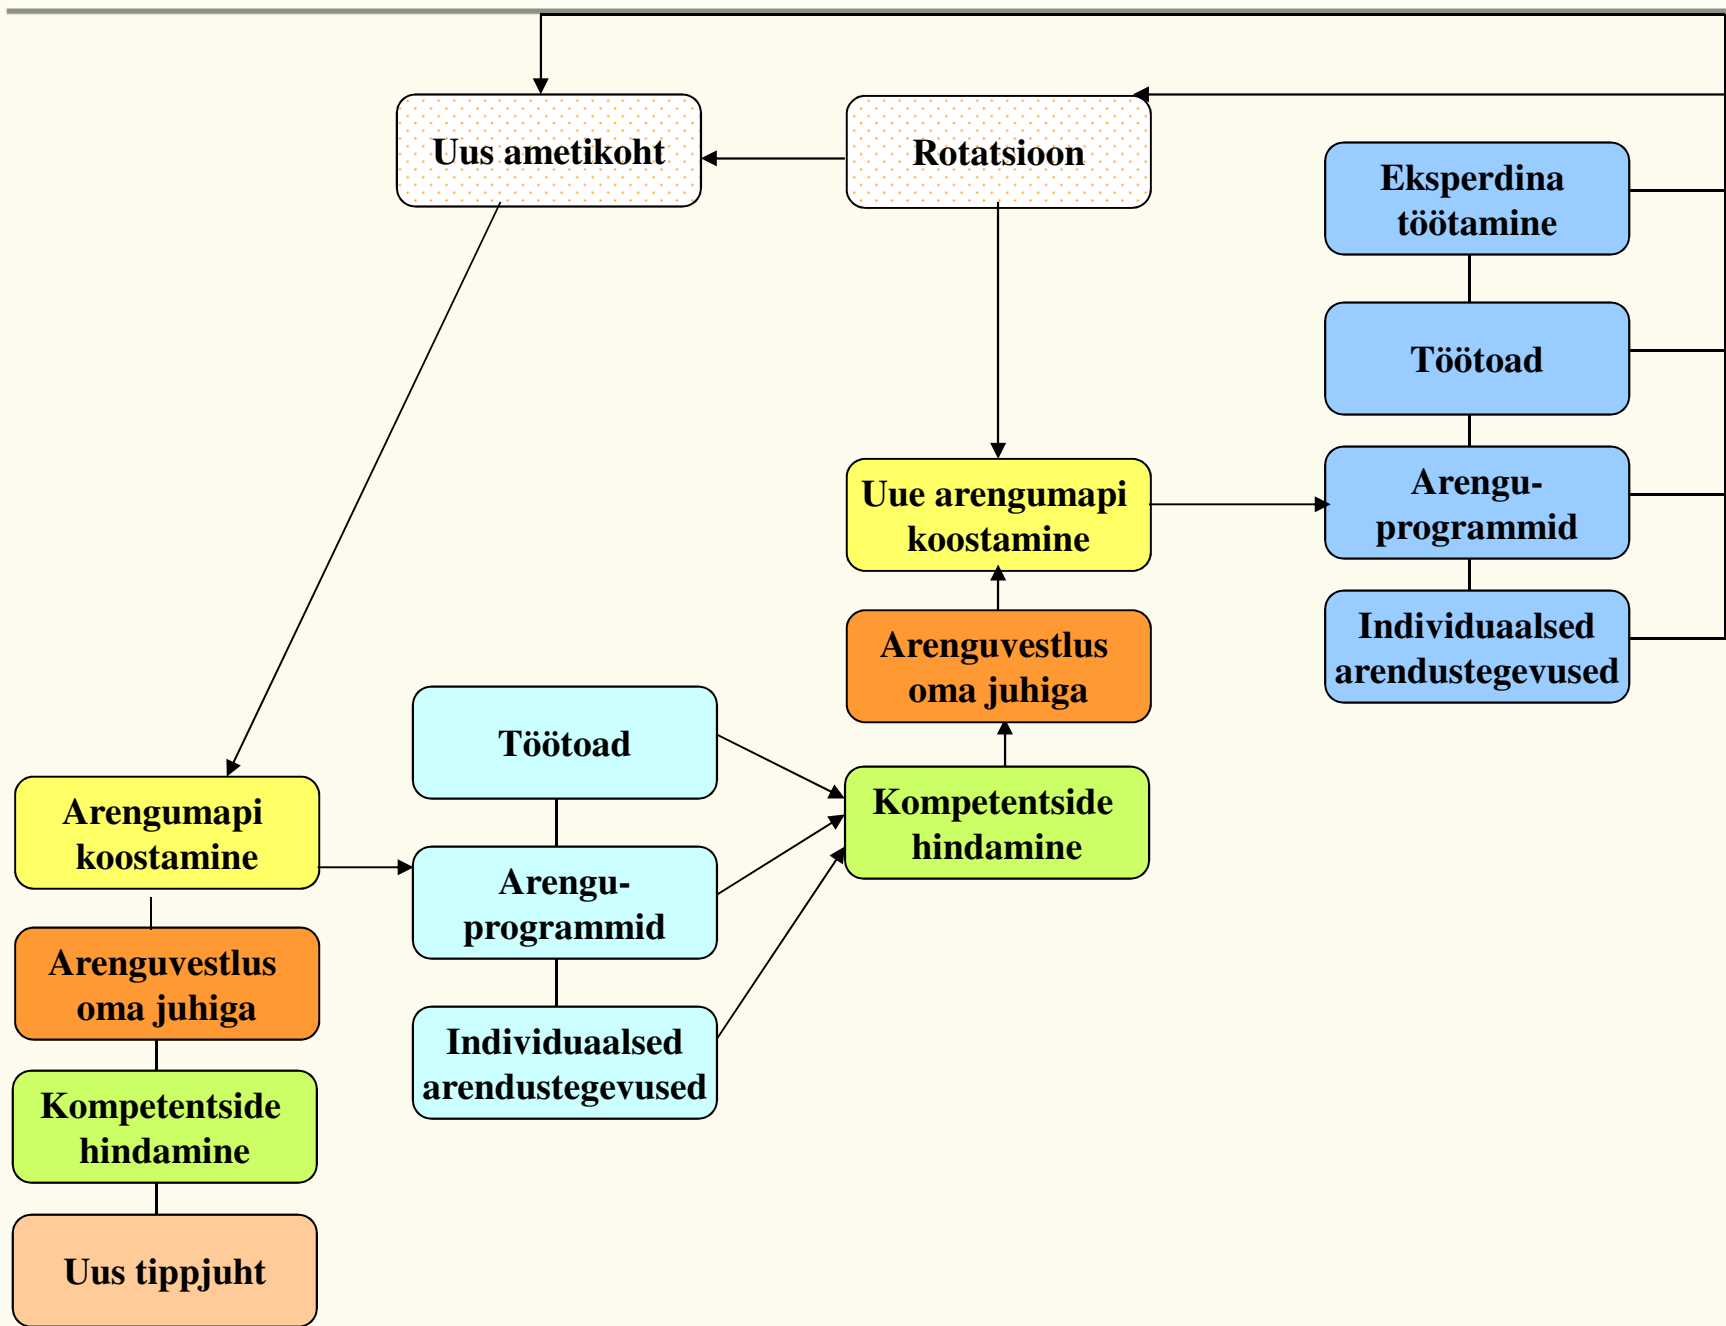 Uus ametikoht
Rotatsioon
Eksperdina
töötamine
Töötoad
Arengu-
programmid
Individuaalsed
arendustegevused
Uue arengumapi
koostamine
Arenguvestlus
oma juhiga
Kompetentside
hindamine
Töötoad
Arengu-
programmid
Individuaalsed
arendustegevused
Arengumapi
koostamine
Arenguvestlus
oma juhiga
Kompetentside
hindamine
Uus tippjuht